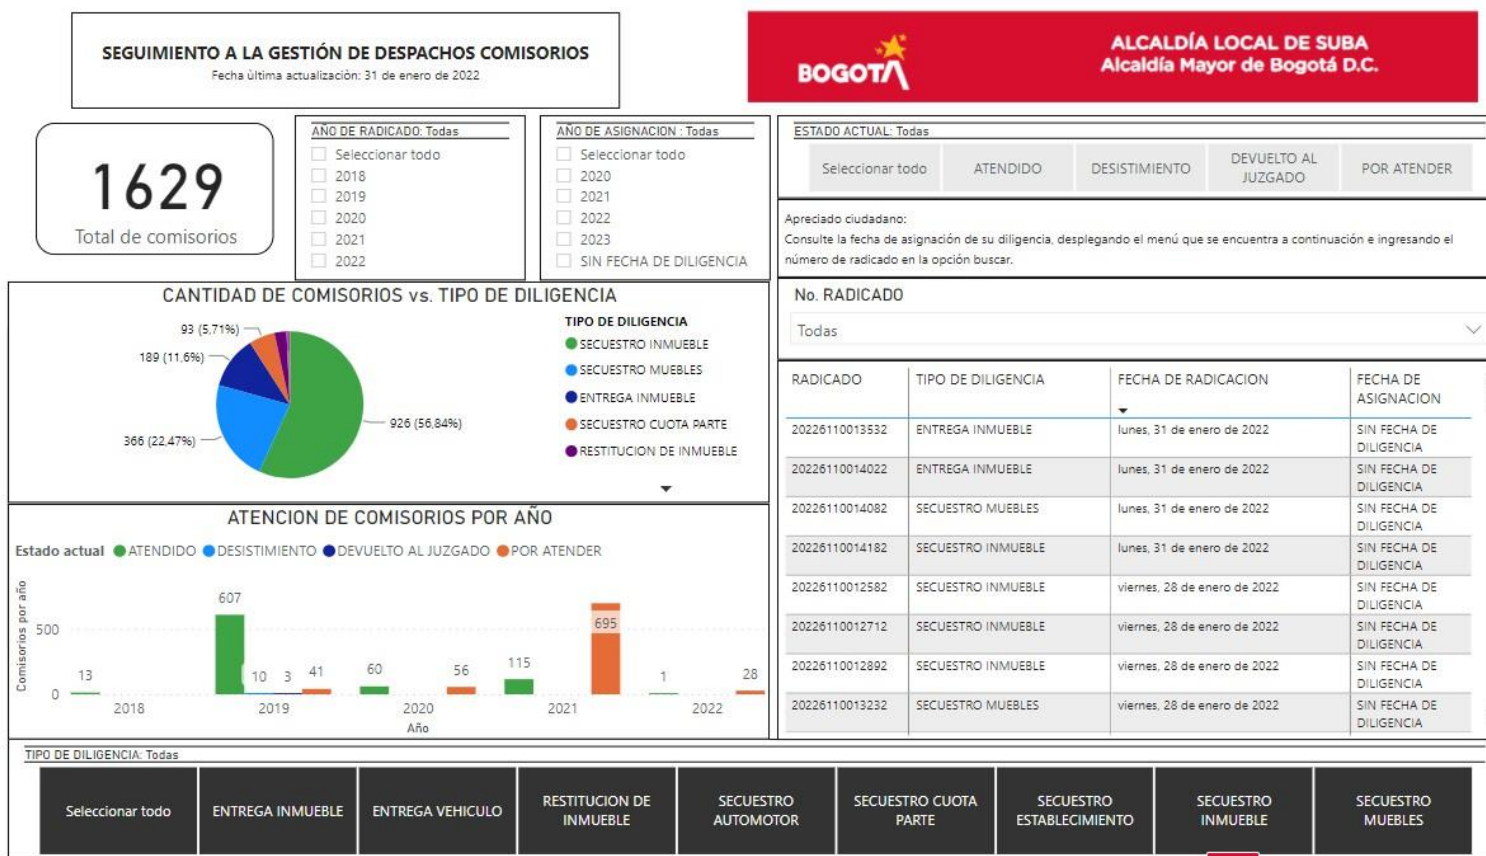 SEGUIMIENTO A LA GESTIÓN DE DESPACHOS COMISORIOS
Fecha ùltima actualizaciòn: 31 de enero de 2022
BOGOTÁ
ALCALDÍA LOCAL DE SUBA
Alcaldía Mayor de Bogotá D.C.
1629
Total de comisorios
AÑO DE RADICADO: Todas
Seleccionar todo
2018
2019
2020
2021
2022
AÑO DE ASIGNACION : Todas
Seleccionar todo
2020
2021
2022
2023
SIN FECHA DE DILIGENCIA
ESTADO ACTUAL: Todas
Seleccionar todo
ATENDIDO
DESISTIMIENTO
DEVUELTO AL
JUZGADO
POR ATENDER
Apreciado ciudadano:
Consulte la fecha de asignación de su diligencia, desplegando el menú que se encuentra a continuación e ingresando el
número de radicado en la opción buscar.
CANTIDAD DE COMISORIOS vs. TIPO DE DILIGENCIA
93 (5,71%)
189 (11,6%)
366 (22,47%)
926 (56,84%)
TIPO DE DILIGENCIA
SECUESTRO INMUEBLE
SECUESTRO MUEBLES
ENTREGA INMUEBLE
SECUESTRO CUOTA PARTE
RESTITUCION DE INMUEBLE
No. RADICADO
Todas
RADICADO TIPO DE DILIGENCIA FECHA DE RADICACION FECHA DE
ASIGNACION
20226110013532 ENTREGA INMUEBLE lunes, 31 de enero de 2022 SIN FECHA DE
DILIGENCIA
20226110014022 ENTREGA INMUEBLE lunes, 31 de enero de 2022 SIN FECHA DE
DILIGENCIA
20226110014082 SECUESTRO MUEBLES lunes, 31 de enero de 2022 SIN FECHA DE
DILIGENCIA
20226110014182 SECUESTRO INMUEBLE lunes, 31 de enero de 2022 SIN FECHA DE
DILIGENCIA
20226110012582 SECUESTRO INMUEBLE viernes, 28 de enero de 2022 SIN FECHA DE
DILIGENCIA
20226110012712 SECUESTRO INMUEBLE viernes, 28 de enero de 2022 SIN FECHA DE
DILIGENCIA
20226110012892 SECUESTRO INMUEBLE viernes, 28 de enero de 2022 SIN FECHA DE
DILIGENCIA
20226110013232 SECUESTRO MUEBLES viernes, 28 de enero de 2022 SIN FECHA DE
DILIGENCIA
ATENCION DE COMISORIOS POR AÑO
Estado actual ATENDIDO DESISTIMIENTO DEVUELTO AL JUZGADO POR ATENDER
Comisorios por año
500
0
13
607
10
3
41
60
56
115
695
1
28
2018 2019 2020 2021 2022
Año
TIPO DE DILIGENCIA: Todas
Seleccionar todo
ENTREGA INMUEBLE
ENTREGA VEHICULO
RESTITUCION DE
INMUEBLE
SECUESTRO
AUTOMOTOR
SECUESTRO CUOTA
PARTE
SECUESTRO
ESTABLECIMIENTO
SECUESTRO
INMUEBLE
SECUESTRO
MUEBLES